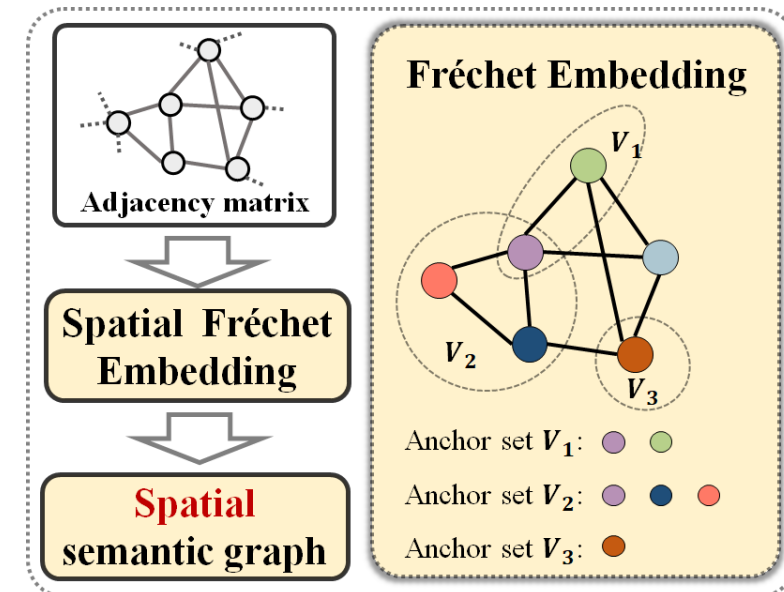 Adjacency matrix
Spatial Fréchet
Embedding
Spatial
semantic graph
Fréchet Embedding
V₁
V₂
V₃
Anchor set V₁:
Anchor set V₂:
Anchor set V₃: